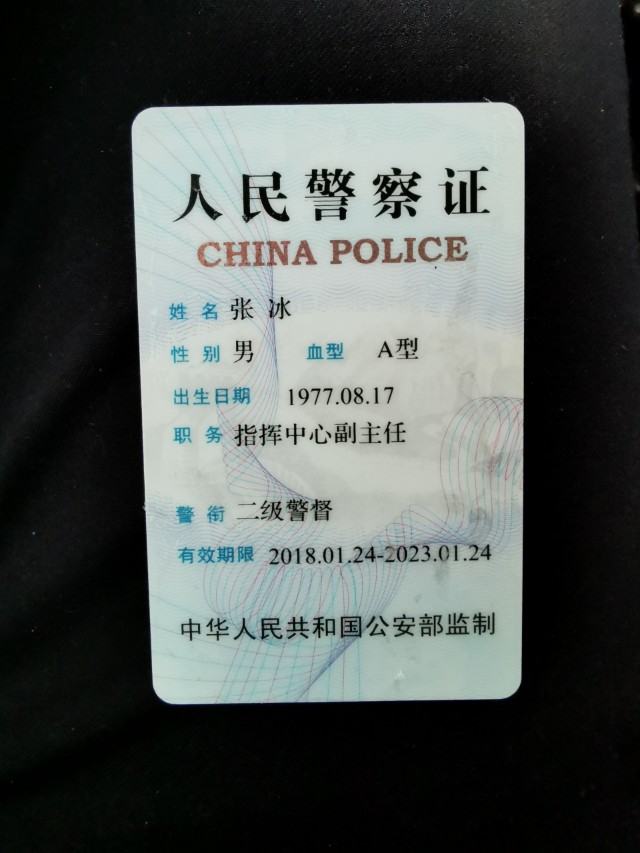 人民警察证
CHINA POLICE
姓名 张冰
性别 男 血型 A型
出生日期 1977.08.17
职务 指挥中心副主任
警衔 二级警督
有效期限 2018.01.24-2023.01.24
中华人民共和国公安部监制